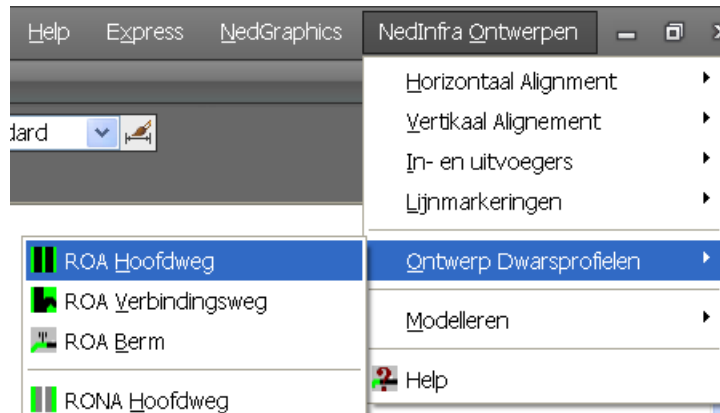 Help Express NedGraphics NedInfra Ontwerpen
Horizontaal Alignment
dard
Vertikaal Alignement
In- en uitvoegers
Lijnmarkeringen
ROA Hoofdweg
Ontwerp Dwarsprofielen
ROA Verbindingsweg
Modelleren
ROA Berm
Help
RONA Hoofdweg